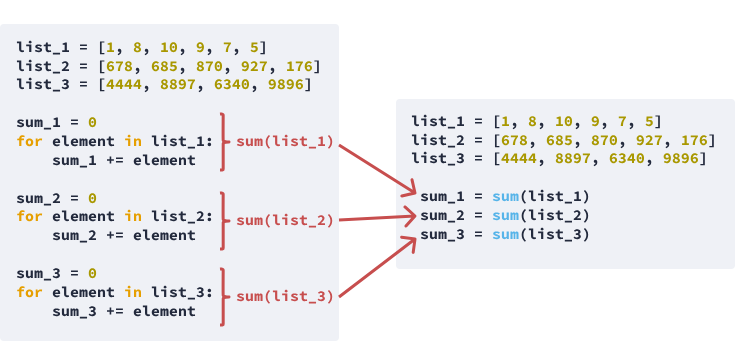 list_1 = [1, 8, 10, 9, 7, 5]
list_2 = [678, 685, 870, 927, 176]
list_3 = [4444, 8897, 6340, 9896]
sum_1 = 0
for element in list_1:
    sum_1 += element
sum(list_1)
sum_2 = 0
for element in list_2:
    sum_2 += element
sum(list_2)
sum_3 = 0
for element in list_3:
    sum_3 += element
sum(list_3)
list_1 = [1, 8, 10, 9, 7, 5]
list_2 = [678, 685, 870, 927, 176]
list_3 = [4444, 8897, 6340, 9896]
sum_1 = sum(list_1)
sum_2 = sum(list_2)
sum_3 = sum(list_3)